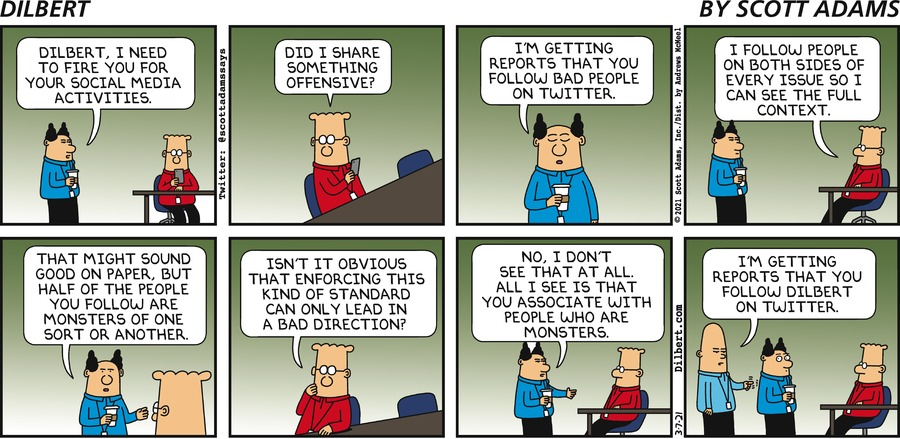 DILBERT
BY SCOTT ADAMS
DILBERT, I NEED
TO FIRE YOU FOR
YOUR SOCIAL MEDIA
ACTIVITIES.
Twitter: @scottadamssays
DID I SHARE
SOMETHING
OFFENSIVE?
I'M GETTING
REPORTS THAT YOU
FOLLOW BAD PEOPLE
ON TWITTER.
©2021 Scott Adams, Inc./Dist. by Andrews McMeel
I FOLLOW PEOPLE
ON BOTH SIDES OF
EVERY ISSUE SO I
CAN SEE THE FULL
CONTEXT.
THAT MIGHT SOUND
GOOD ON PAPER, BUT
HALF OF THE PEOPLE
YOU FOLLOW ARE
MONSTERS OF ONE
SORT OR ANOTHER.
ISN'T IT OBVIOUS
THAT ENFORCING THIS
KIND OF STANDARD
CAN ONLY LEAD IN
A BAD DIRECTION?
NO, I DON'T
SEE THAT AT ALL.
ALL I SEE IS THAT
YOU ASSOCIATE WITH
PEOPLE WHO ARE
MONSTERS.
3-7-21 Dilbert.com
I'M GETTING
REPORTS THAT YOU
FOLLOW DILBERT
ON TWITTER.